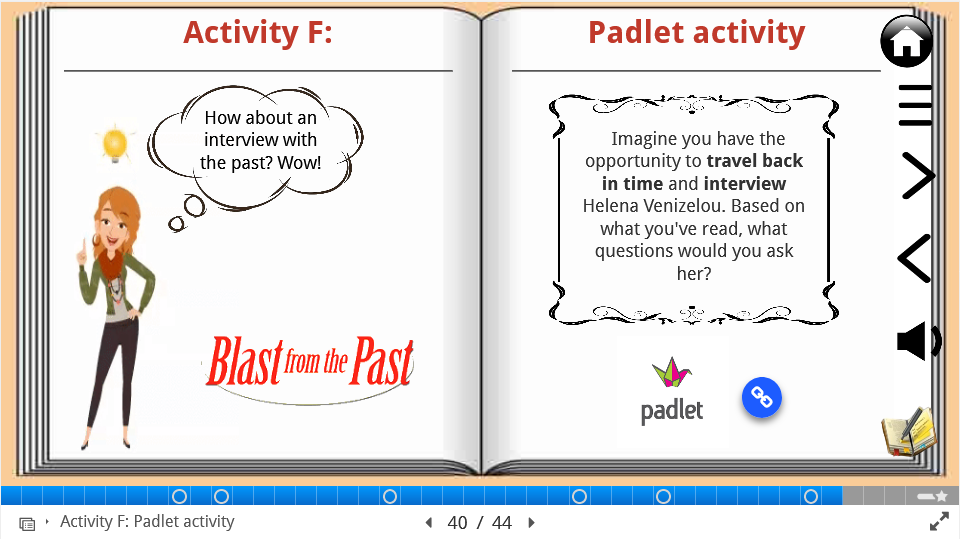 Activity F:
How about an
interview with
the past? Wow!
Blast from the Past
Padlet activity
Imagine you have the
opportunity to travel back
in time and interview
Helena Venizelou. Based on
what you've read, what
questions would you ask
her?
padlet
Activity F: Padlet activity
40 / 44